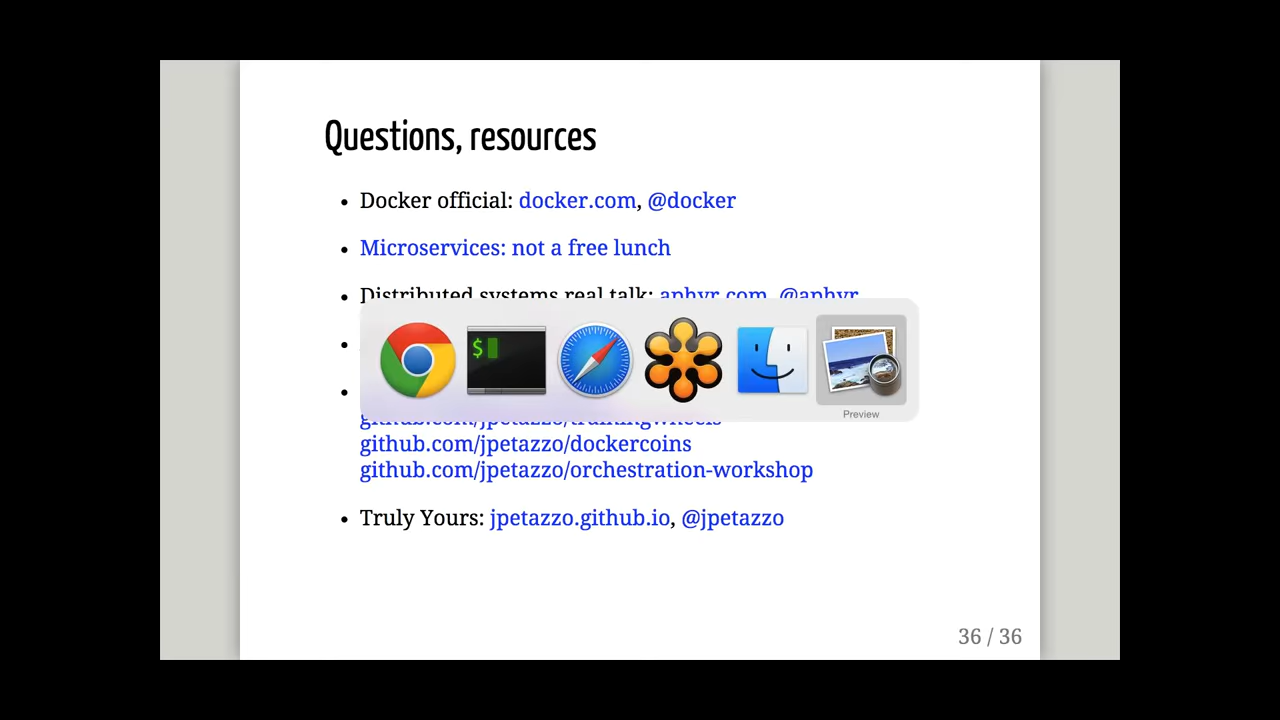 Questions, resources
Docker official: docker.com, @docker
Microservices: not a free lunch
Distributed systems real talk: aphyr.com, @aphyr
$
Preview
github.com/jpetazzo/trainingwheels
github.com/jpetazzo/dockercoins
github.com/jpetazzo/orchestration-workshop
Truly Yours: jpetazzo.github.io, @jpetazzo
36 / 36